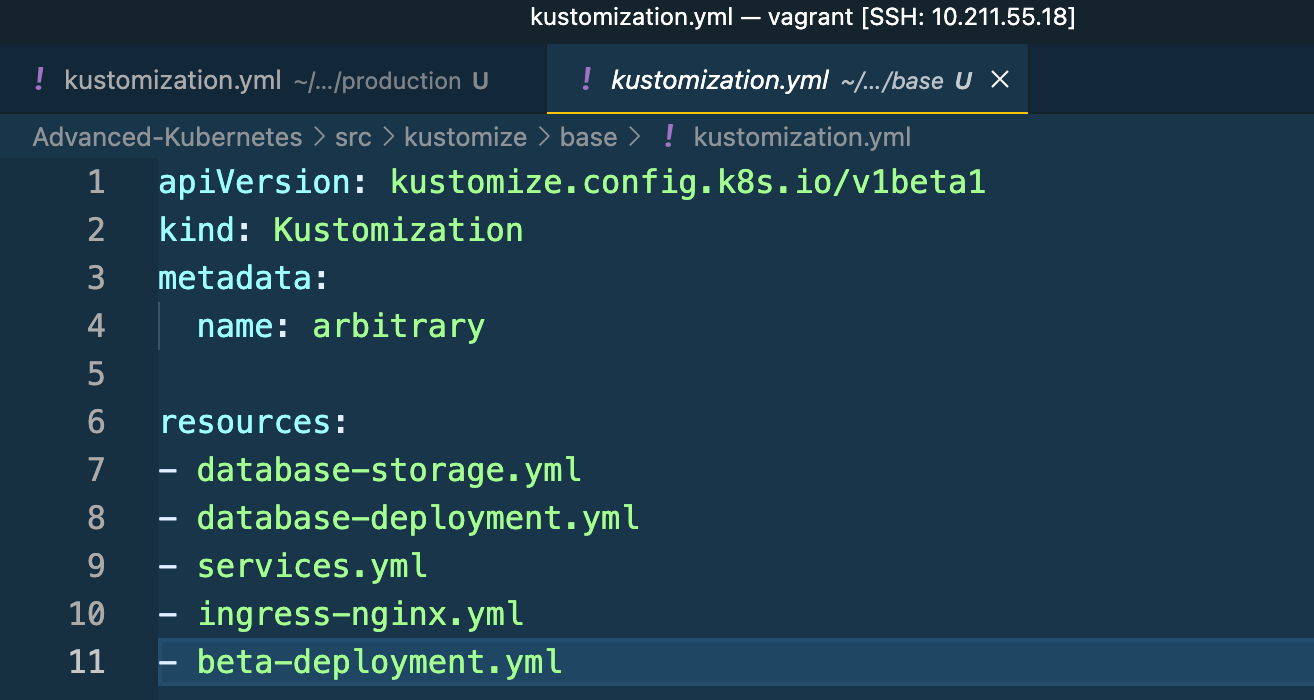 kustomization.yml — vagrant [SSH: 10.211.55.18]
! kustomization.yml ~/.../production U ! kustomization.yml ~/.../base U ×
Advanced-Kubernetes > src > kustomize > base > ! kustomization.yml
1 apiVersion: kustomize.config.k8s.io/v1beta1
2 kind: Kustomization
3 metadata:
4   name: arbitrary
5
6 resources:
7 - database-storage.yml
8 - database-deployment.yml
9 - services.yml
10 - ingress-nginx.yml
11 - beta-deployment.yml